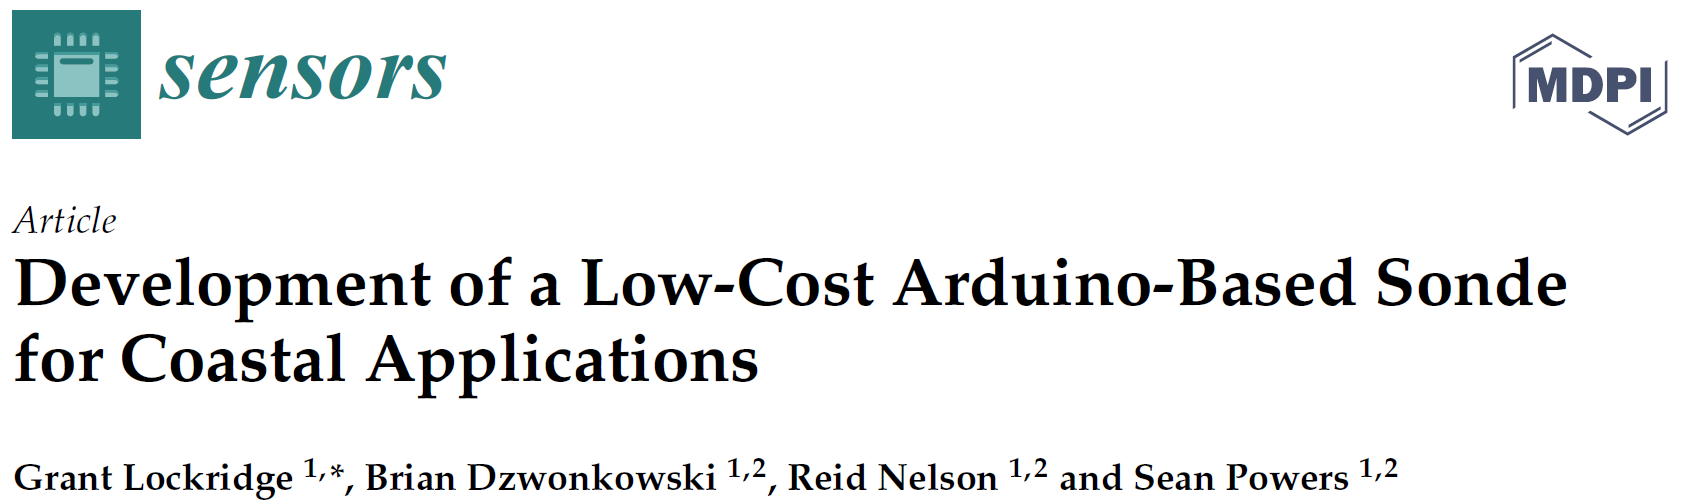 sensors
MDPI
Article
Development of a Low-Cost Arduino-Based Sonde
for Coastal Applications
Grant Lockridge 1,*, Brian Dzwonkowski 1,2, Reid Nelson 1,2 and Sean Powers 1,2